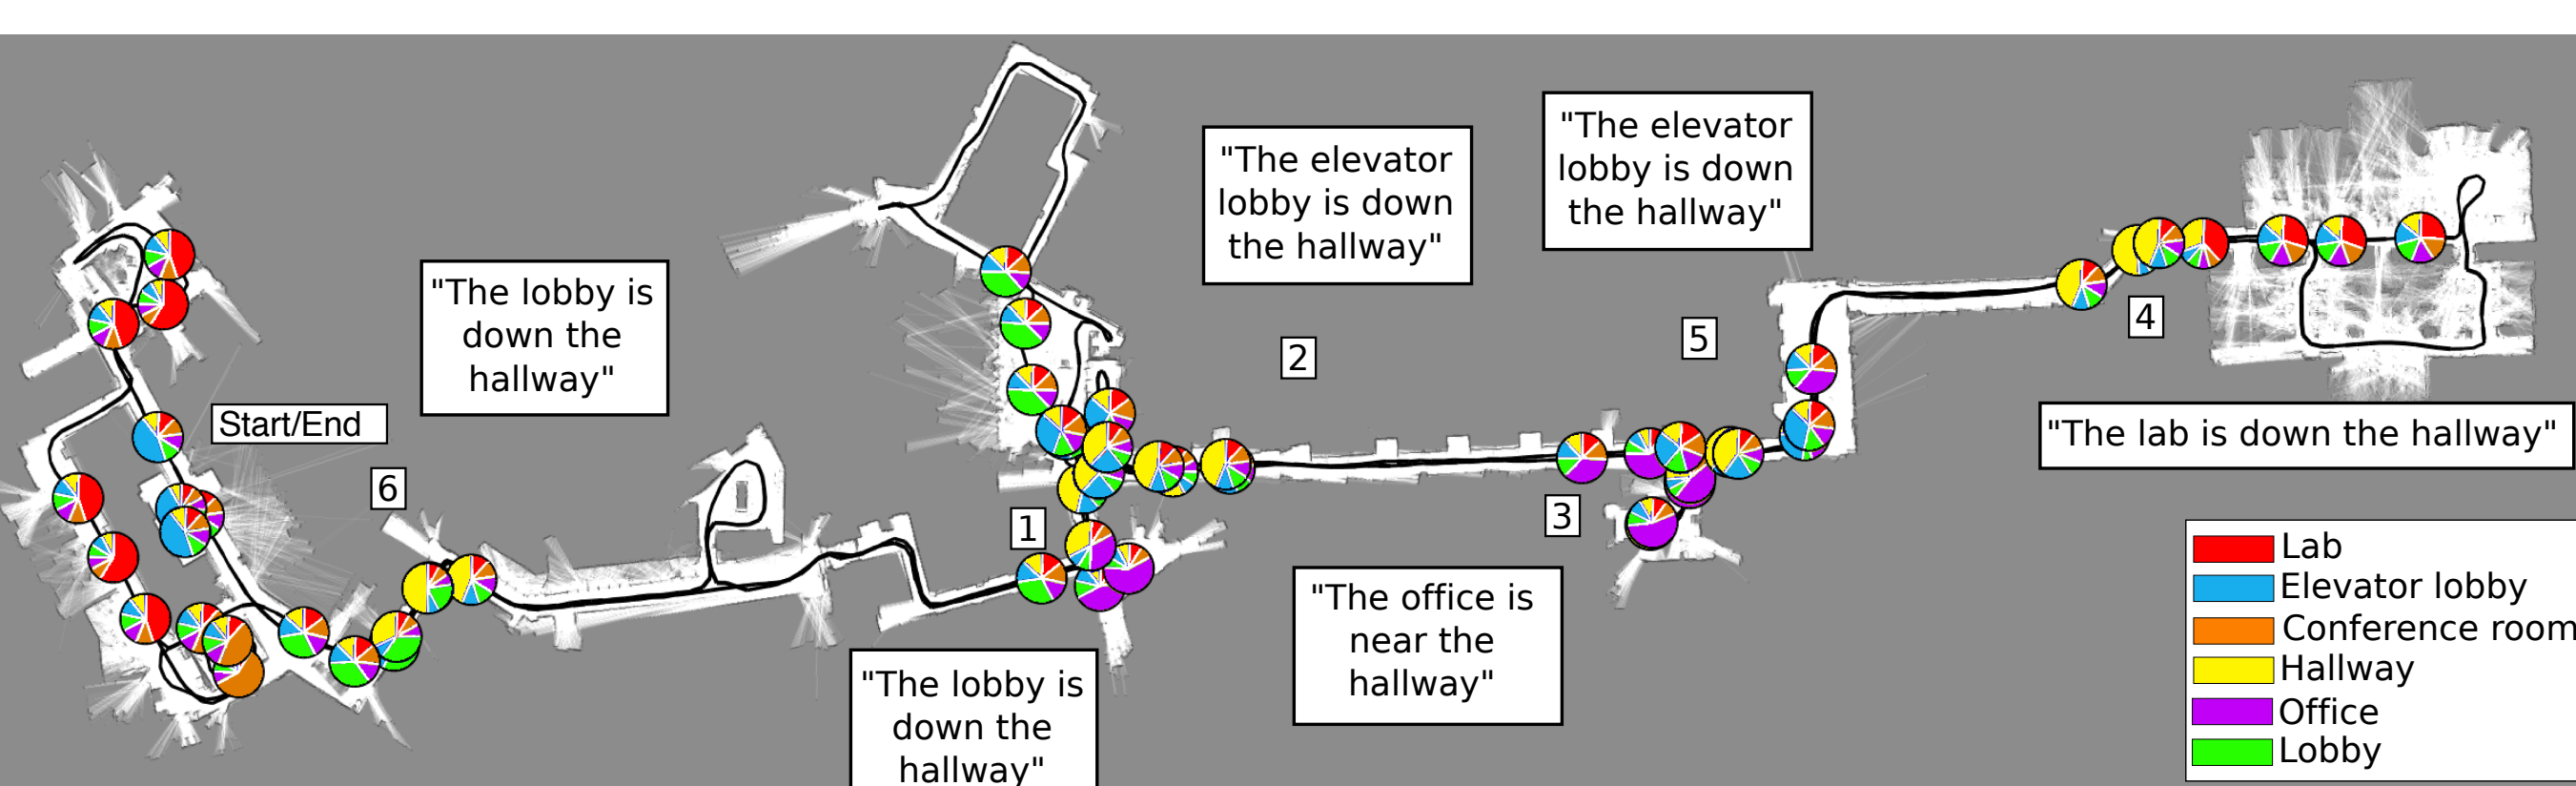 "The elevator
lobby is down
the hallway"
"The elevator
lobby is down
the hallway"
"The lobby is
down the
hallway"
2
5
4
Start/End
"The lab is down the hallway"
6
1
3
"The office is
near the
hallway"
"The lobby is
down the
hallway"
Lab
Elevator lobby
Conference room
Hallway
Office
Lobby